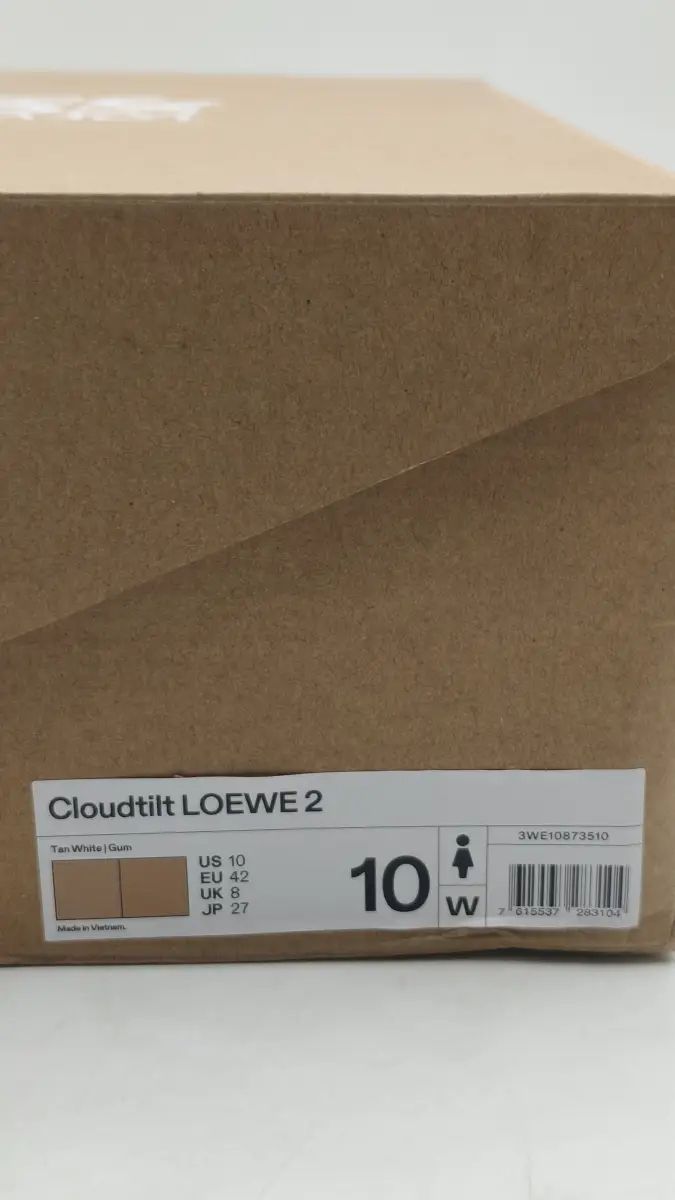 Cloudtilt LOEWE 2
Tan White | Gum
US 10
EU 42
UK 8
JP 27
Made in Vietnam.
10
W
3WE10873510
7 615537 283104